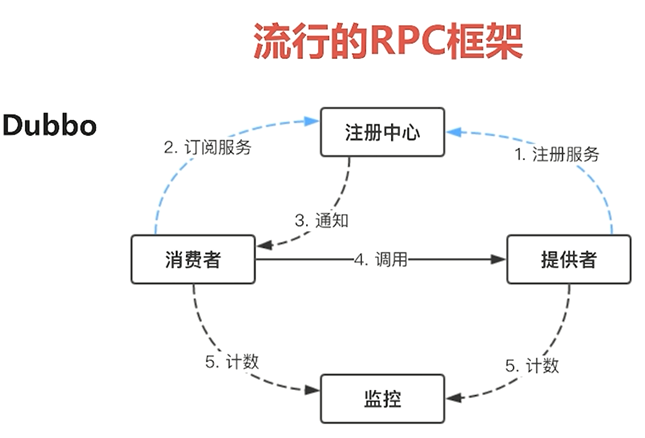 流行的RPC框架
Dubbo
注册中心
2. 订阅服务
1. 注册服务
3. 通知
消费者
4. 调用
提供者
5. 计数
5. 计数
监控